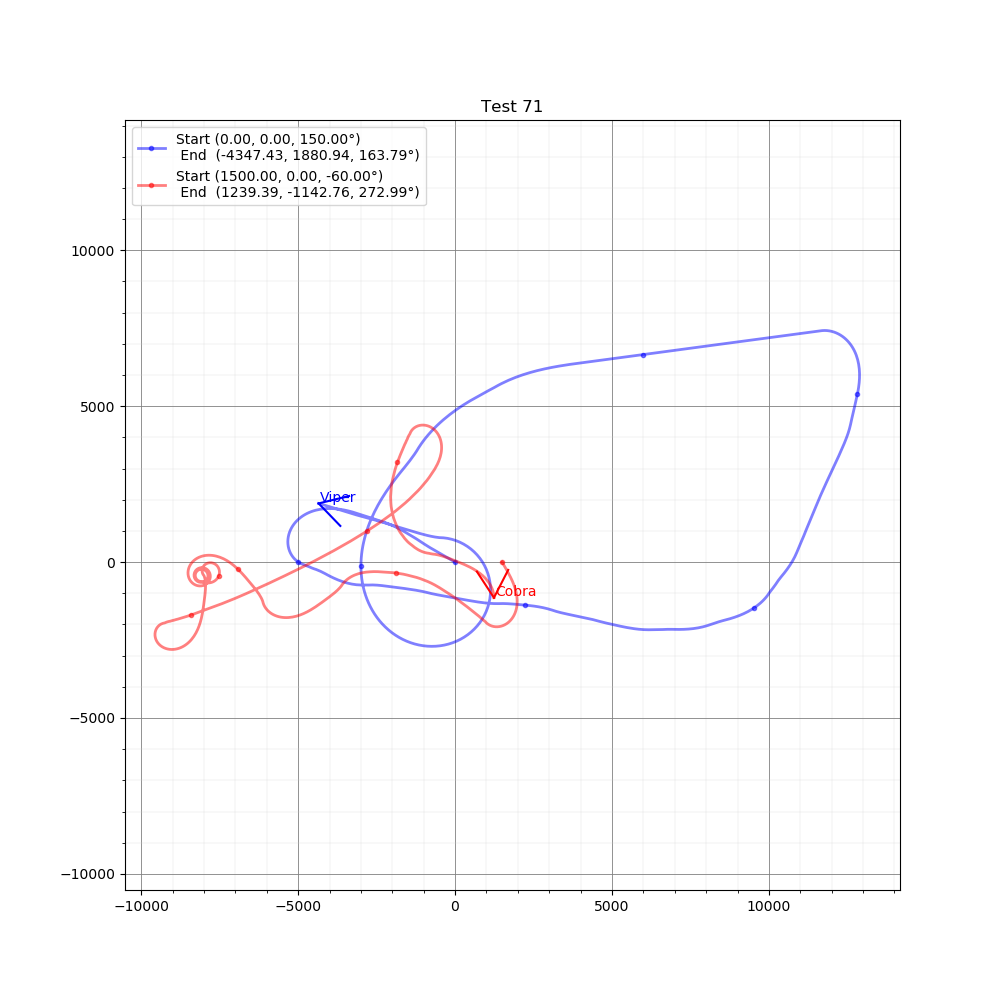 Test 71
Start (0.00, 0.00, 150.00°)
End  (-4347.43, 1880.94, 163.79°)
Start (1500.00, 0.00, -60.00°)
End  (1239.39, -1142.76, 272.99°)
10000
5000
Viper
0
Cobra
−5000
−10000
−10000 −5000 0 5000 10000